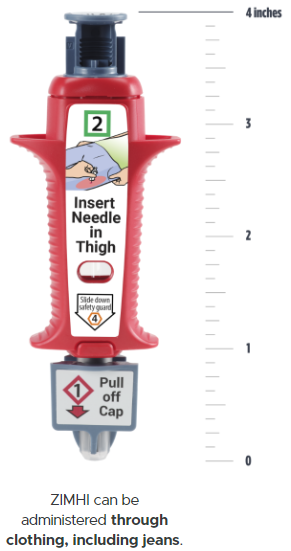 4 inches
3
2
Insert
Needle
in
Thigh
2
Slide down
safety guard
4
1
1
Pull
off
Cap
0
ZIMHI can be
administered through
clothing, including jeans.